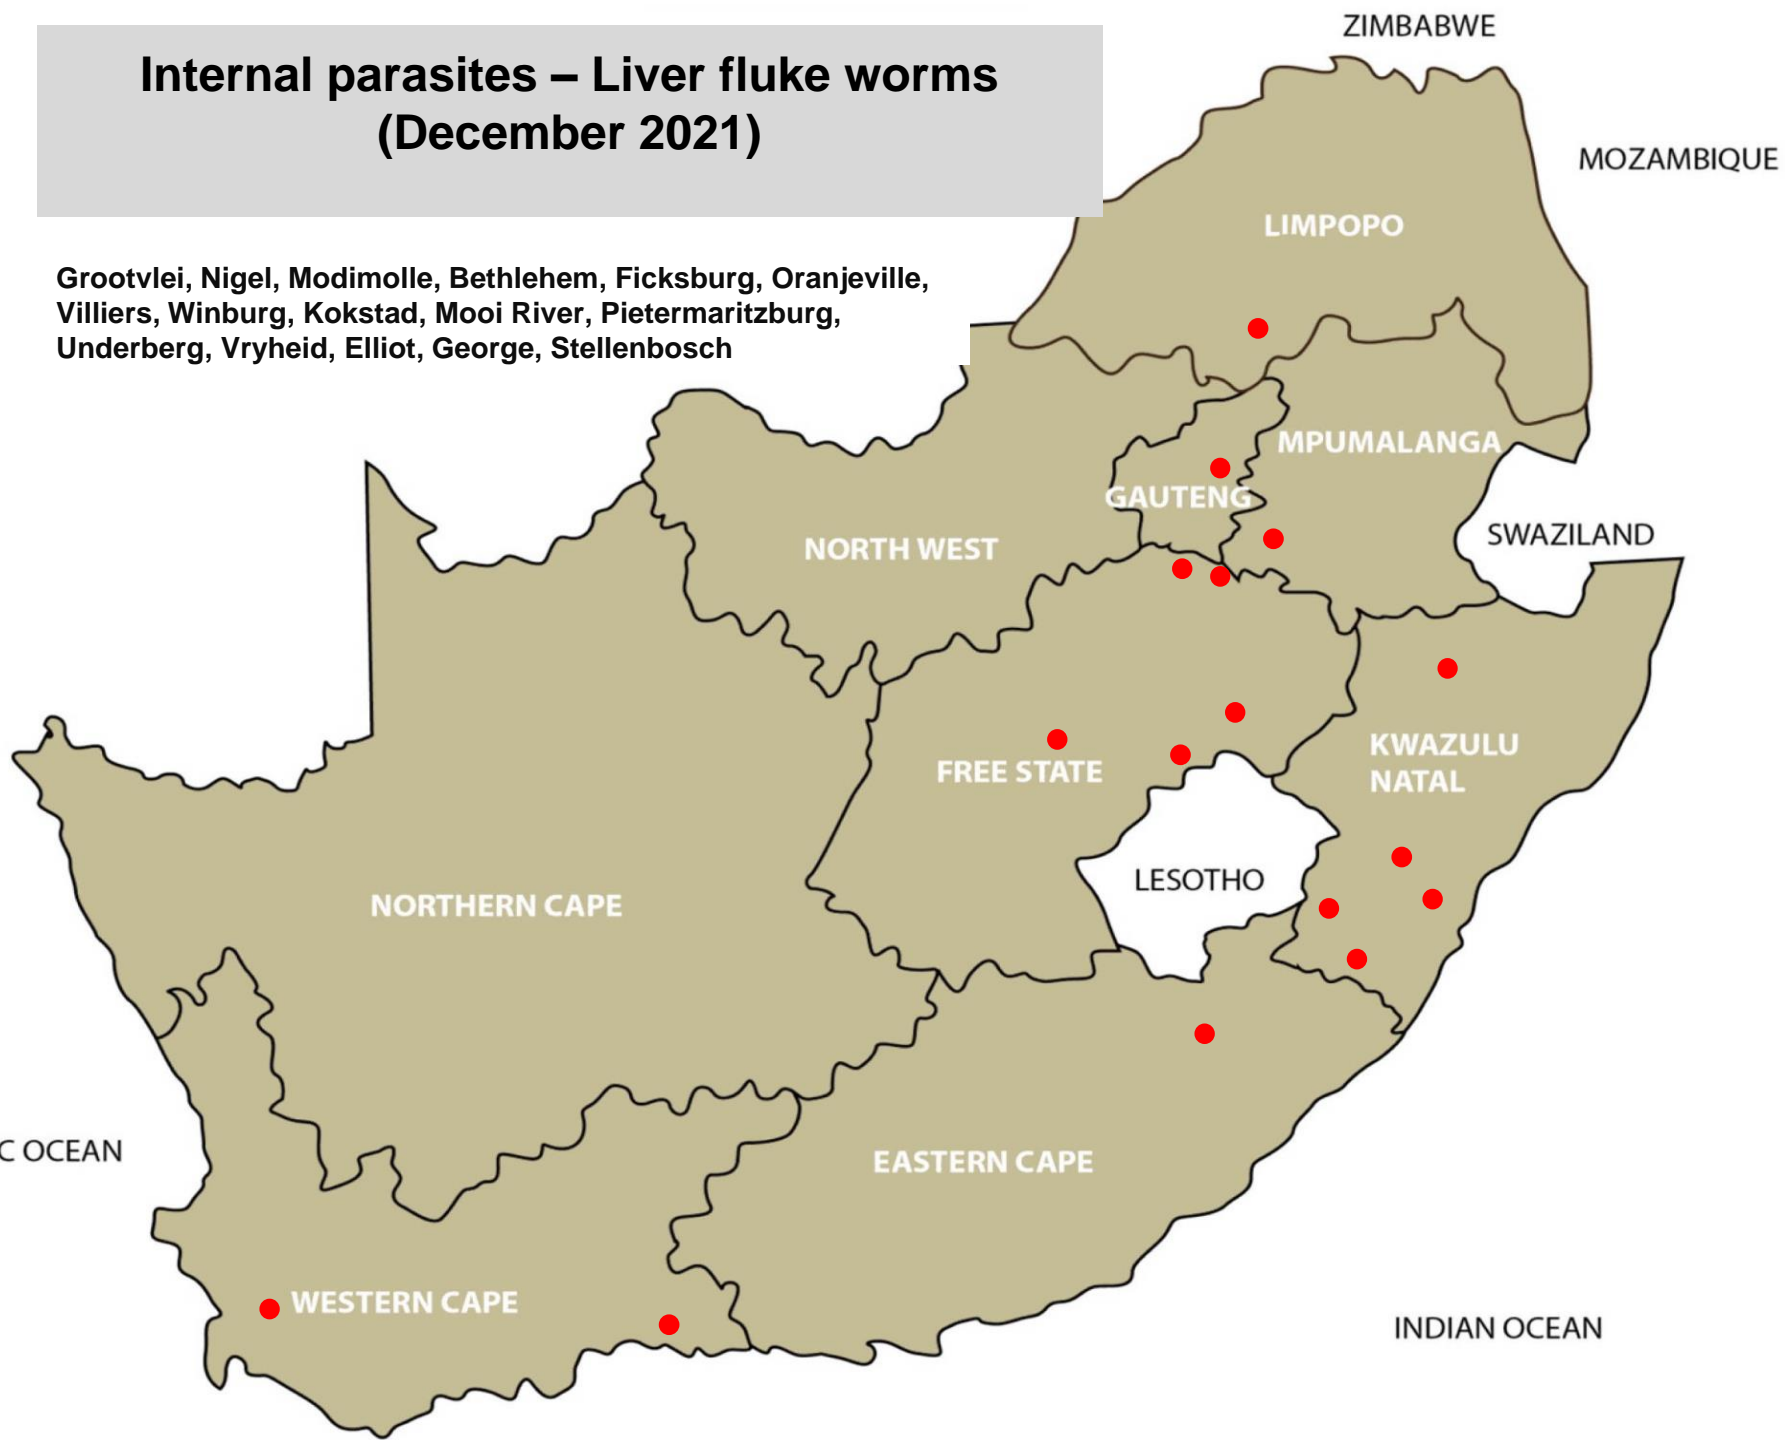 Internal parasites – Liver fluke worms
(December 2021)
Grootvlei, Nigel, Modimolle, Bethlehem, Ficksburg, Oranjeville,
Villiers, Winburg, Kokstad, Mooi River, Pietermaritzburg,
Underberg, Vryheid, Elliot, George, Stellenbosch
ZIMBABWE
MOZAMBIQUE
LIMPOPO
MPUMALANGA
GAUTENG
SWAZILAND
NORTH WEST
KWAZULU
NATAL
FREE STATE
LESOTHO
NORTHERN CAPE
C OCEAN
EASTERN CAPE
WESTERN CAPE
INDIAN OCEAN